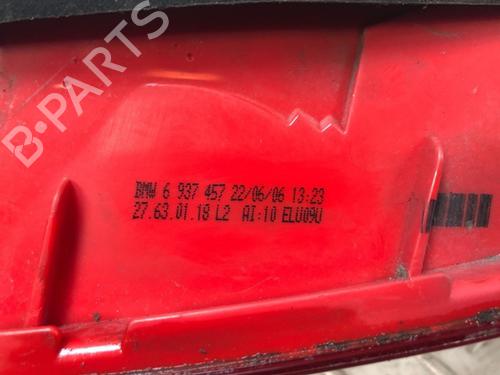 B-PARTS
BMW 6 937 457 22/06/06 13:23
27.63.01.18 L2 AI:10 ELU09U